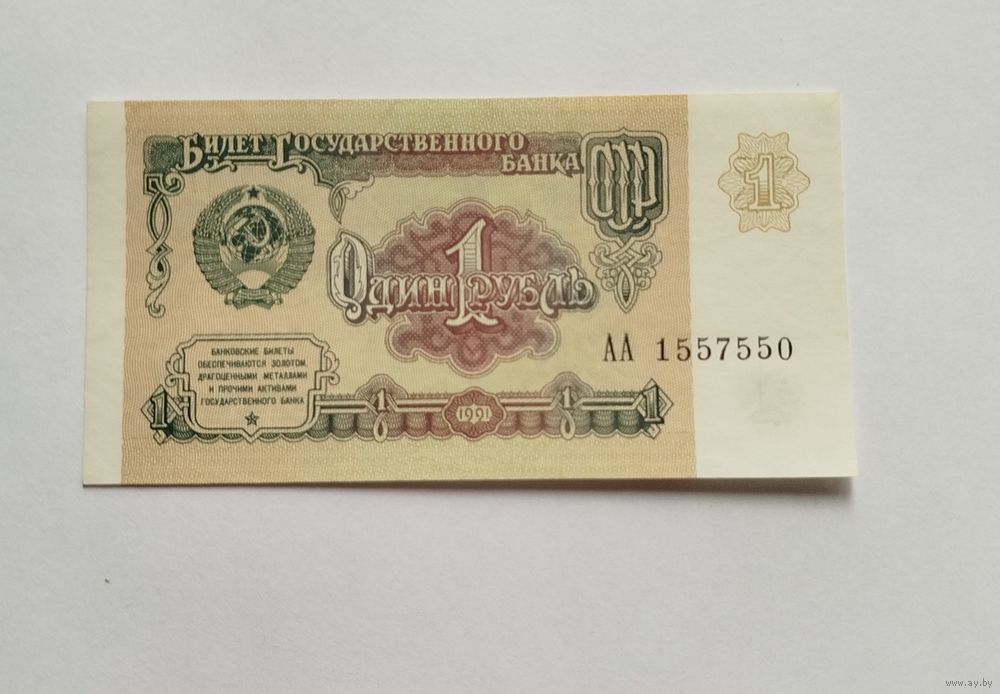 Билет Государственного
Банка СССР
1
Один 1 рубль
АА 1557550
БАНКОВСКИЕ БИЛЕТЫ
ОБЕСПЕЧИВАЮТСЯ ЗОЛОТОМ,
ДРАГОЦЕННЫМИ МЕТАЛЛАМИ
И ПРОЧИМИ АКТИВАМИ
ГОСУДАРСТВЕННОГО БАНКА
1 1 1991 1 1
www.ay.by